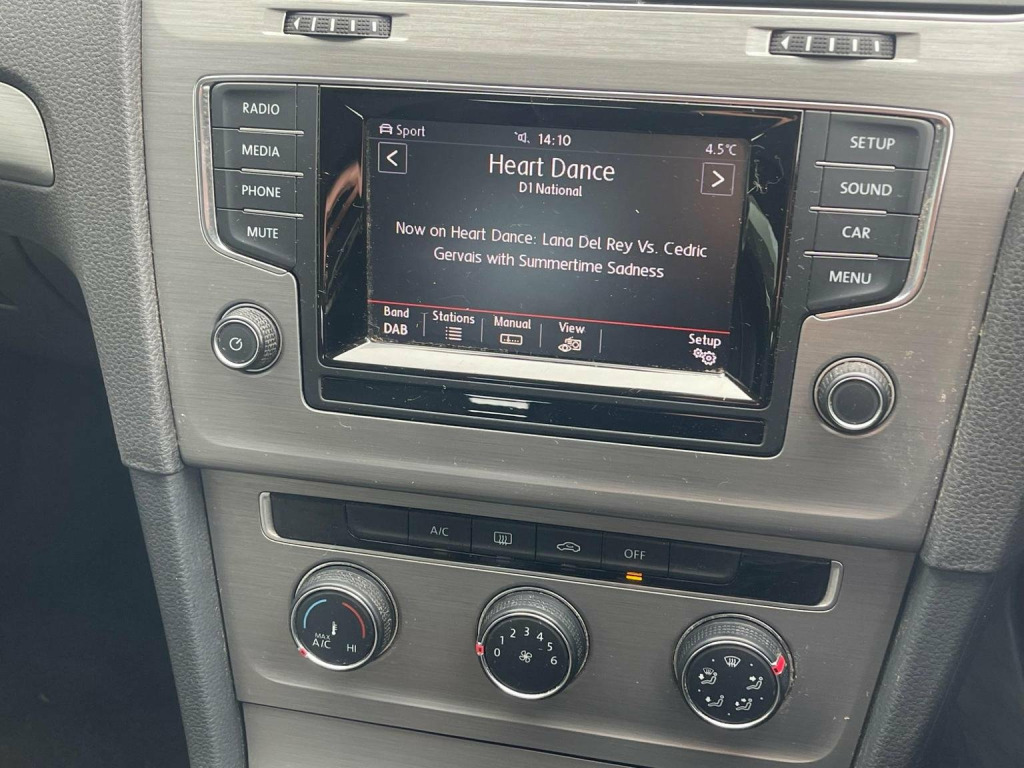 RADIO
MEDIA
PHONE
MUTE
Sport
14:10
4.5°C
<
Heart Dance
>
D1 National
Now on Heart Dance: Lana Del Rey Vs. Cedric
Gervais with Summertime Sadness
Band
DAB
Stations
Manual
View
Setup
SETUP
SOUND
CAR
MENU
A/C
OFF
MAX
A/C
HI
0 1 2 3 4 5 6